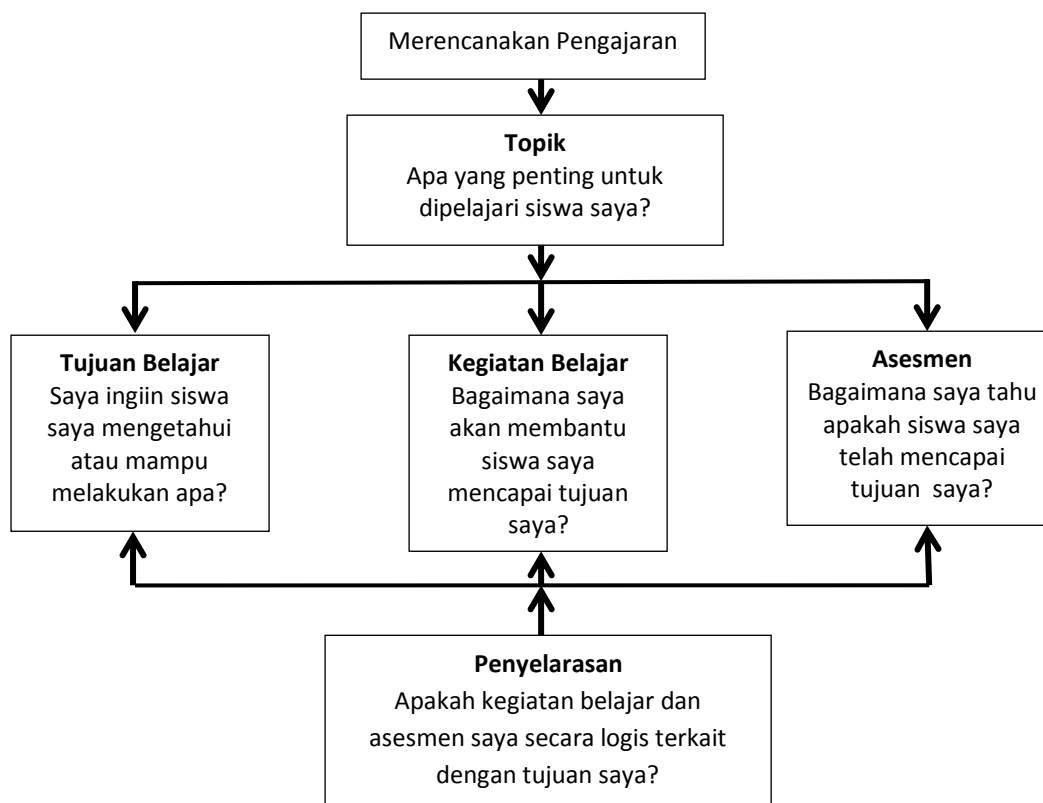 Merencanakan Pengajaran
Topik
Apa yang penting untuk
dipelajari siswa saya?
Tujuan Belajar
Saya ingiin siswa
saya mengetahui
atau mampu
melakukan apa?
Kegiatan Belajar
Bagaimana saya
akan membantu
siswa saya
mencapai tujuan
saya?
Asesmen
Bagaimana saya tahu
apakah siswa saya
telah mencapai
tujuan  saya?
Penyelarasan
Apakah kegiatan belajar dan
asesmen saya secara logis terkait
dengan tujuan saya?